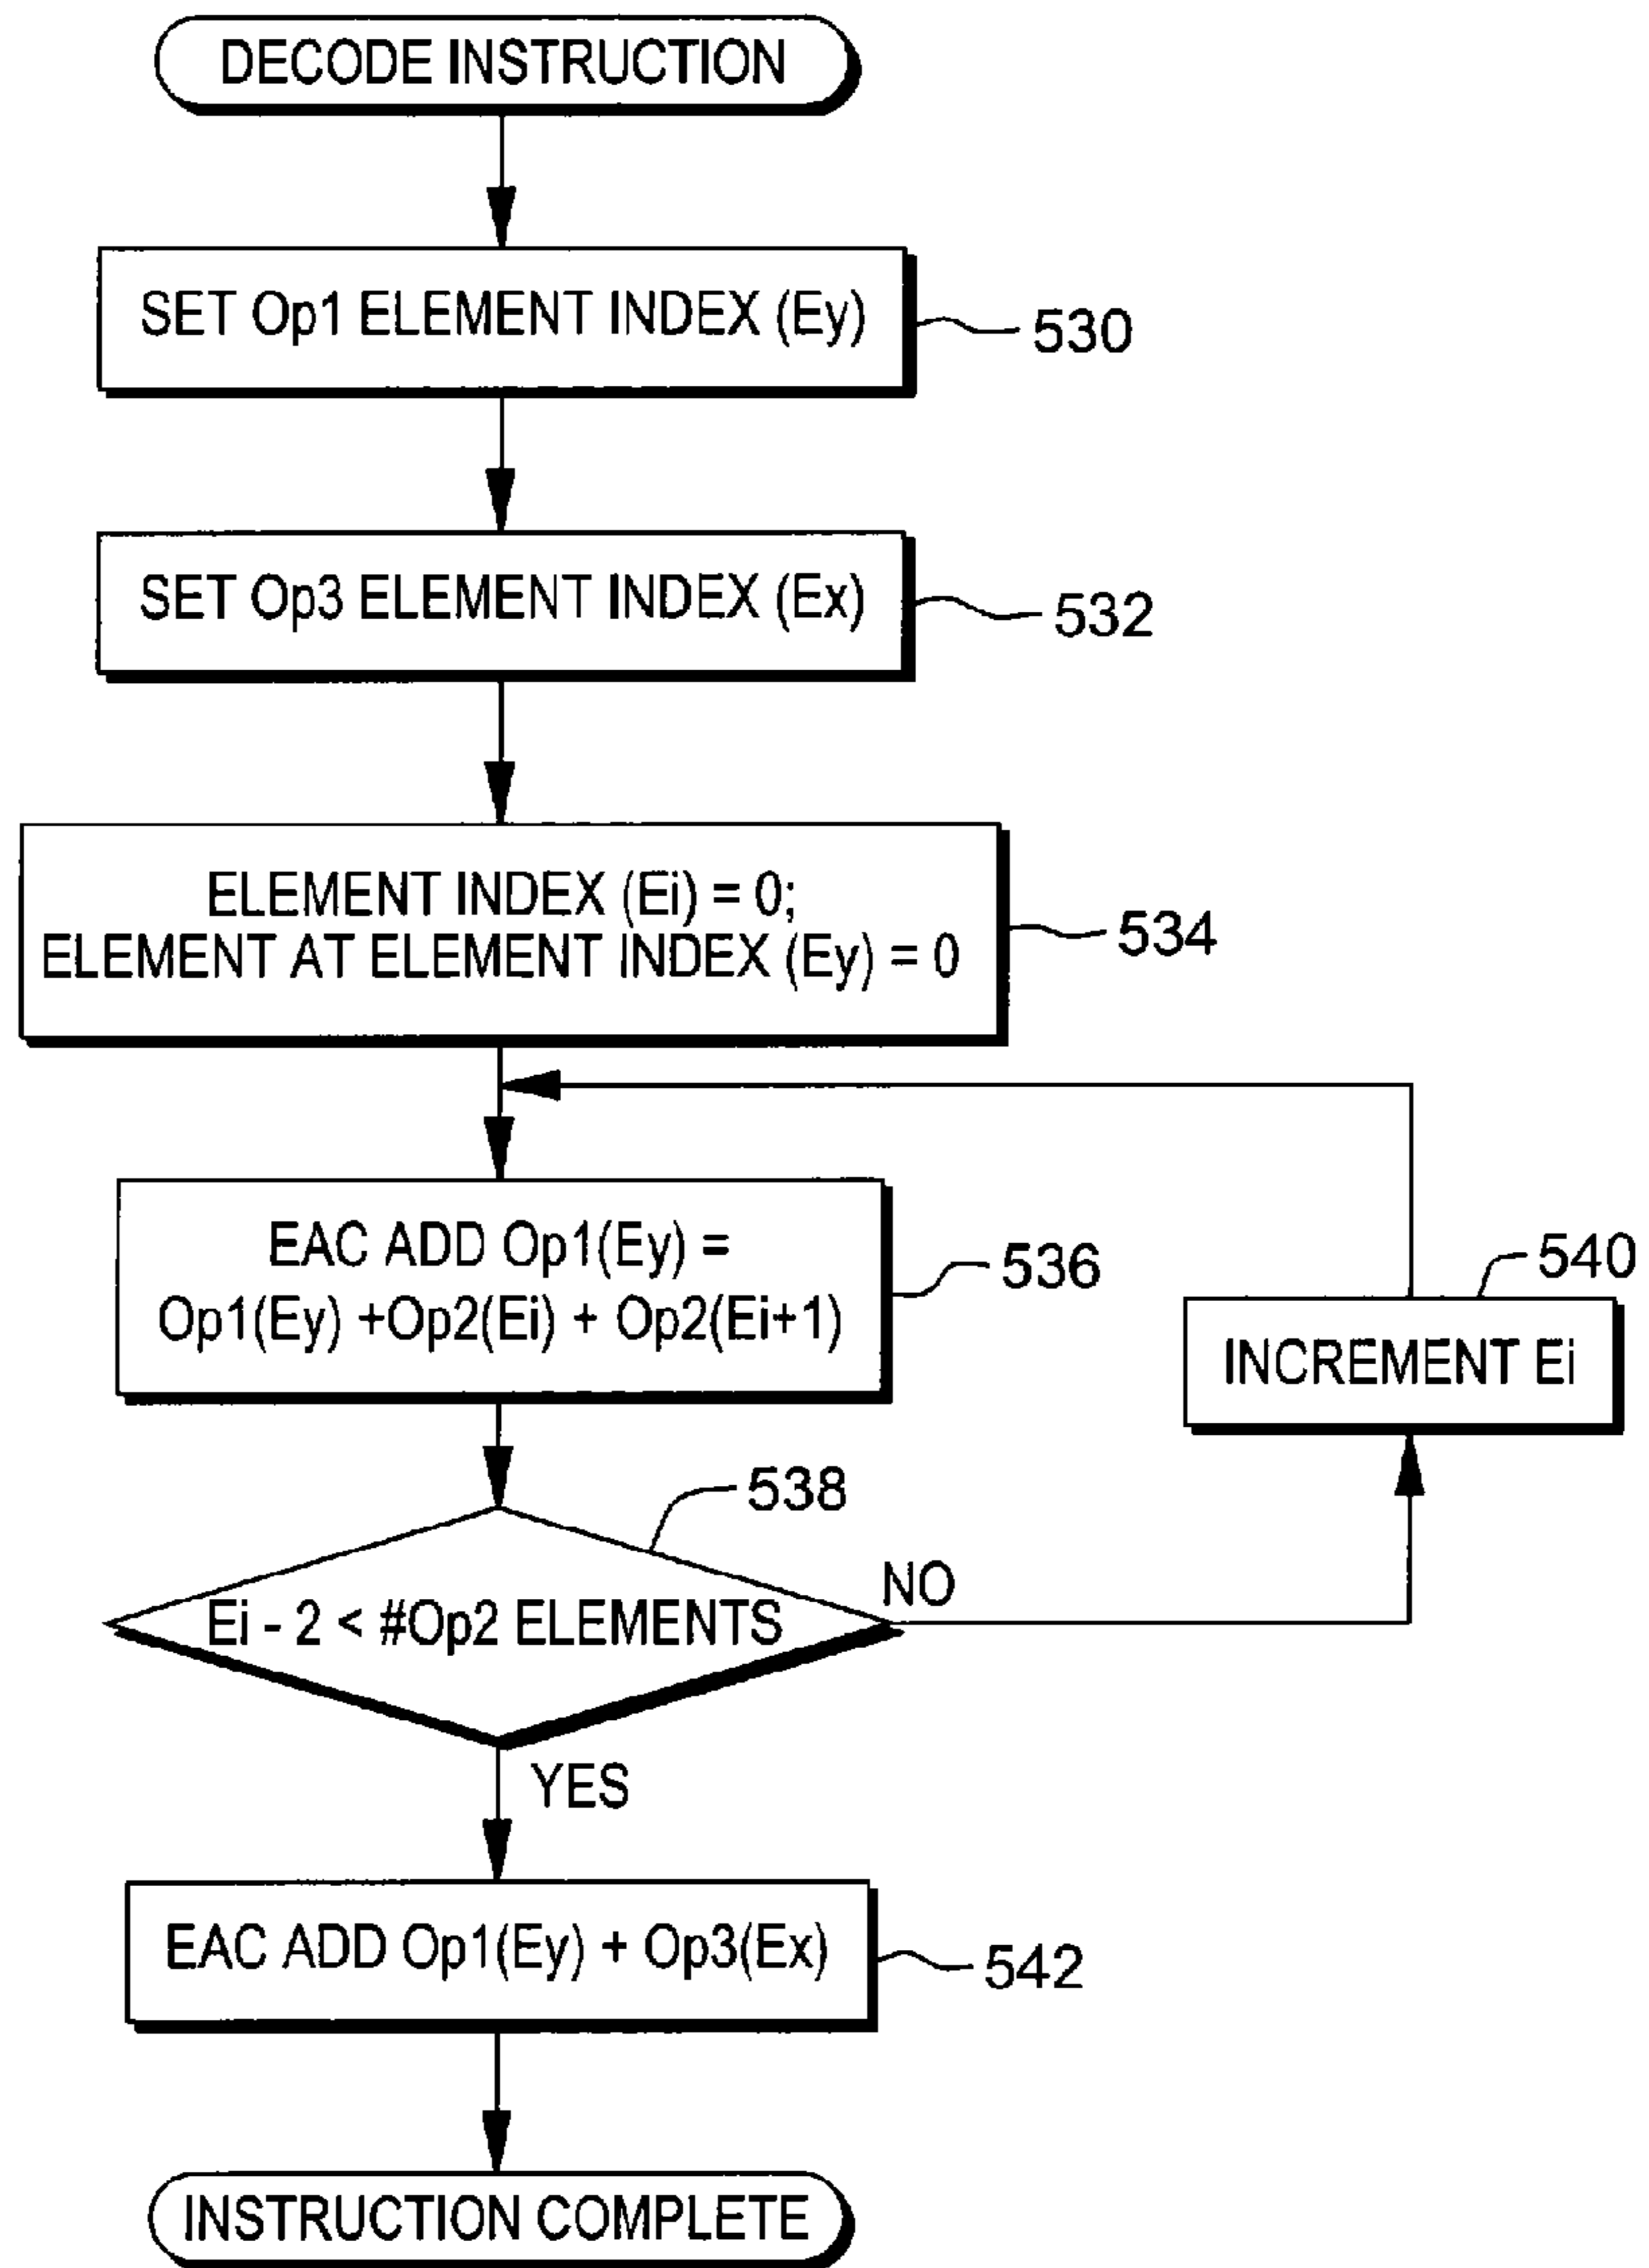 DECODE INSTRUCTION
SET Op1 ELEMENT INDEX (Ey)
530
SET Op3 ELEMENT INDEX (Ex)
532
ELEMENT INDEX (Ei) = 0;
ELEMENT AT ELEMENT INDEX (Ey) = 0
534
EAC ADD Op1(Ey) =
Op1(Ey) +Op2(Ei) + Op2(Ei+1)
536
540
INCREMENT Ei
538
Ei - 2 < #Op2 ELEMENTS
NO
YES
EAC ADD Op1(Ey) + Op3(Ex)
542
INSTRUCTION COMPLETE